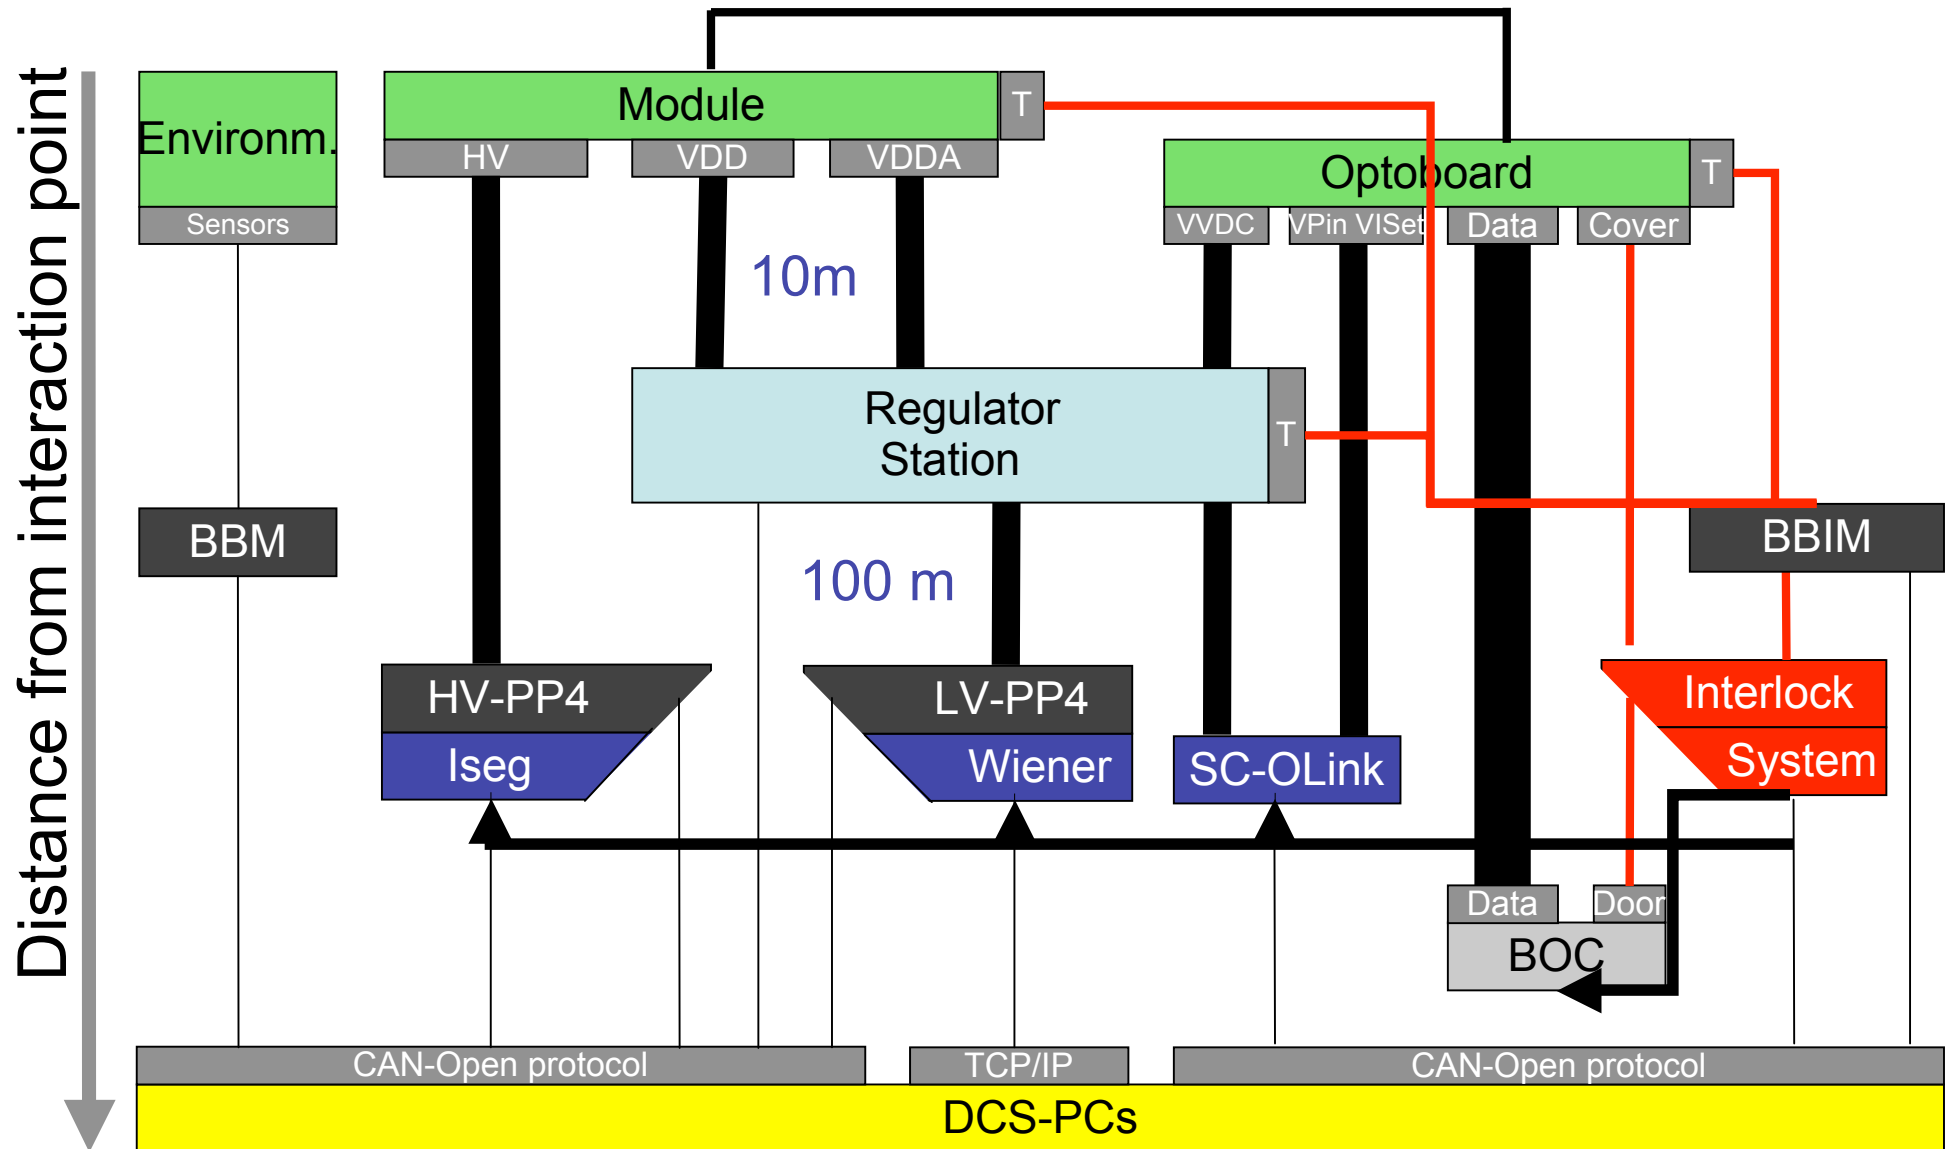 Distance from interaction point
Environm.
Sensors
Module
T
HV
VDD
VDDA
Optoboard
T
VVDC
VPin VISet
Data
Cover
10m
Regulator
Station
T
BBM
BBIM
100 m
HV-PP4
Iseg
LV-PP4
Wiener
SC-OLink
Interlock
System
Data
Door
BOC
CAN-Open protocol
TCP/IP
CAN-Open protocol
DCS-PCs